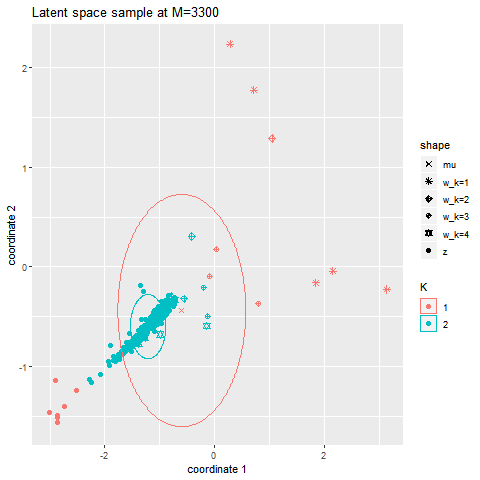 Latent space sample at M=3300
2
1
0
-1
coordinate 2
-2
0
2
coordinate 1
shape
mu
w_k=1
w_k=2
w_k=3
w_k=4
z
K
1
2